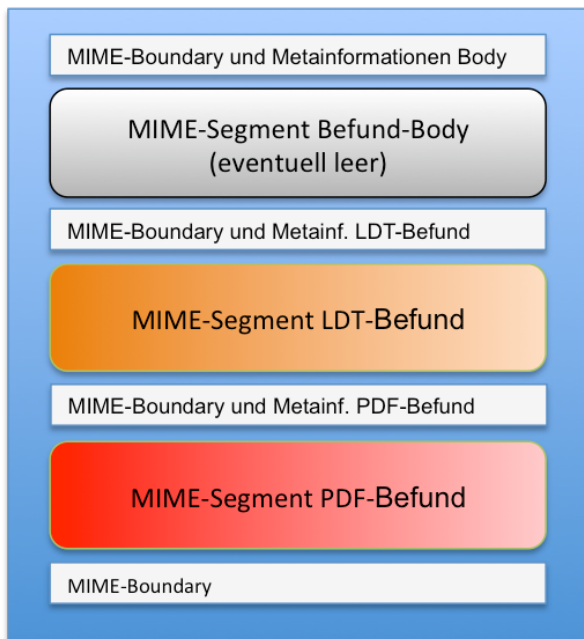 MIME-Boundary und Metainformationen Body
MIME-Segment Befund-Body
(eventuell leer)
MIME-Boundary und Metainf. LDT-Befund
MIME-Segment LDT-Befund
MIME-Boundary und Metainf. PDF-Befund
MIME-Segment PDF-Befund
MIME-Boundary